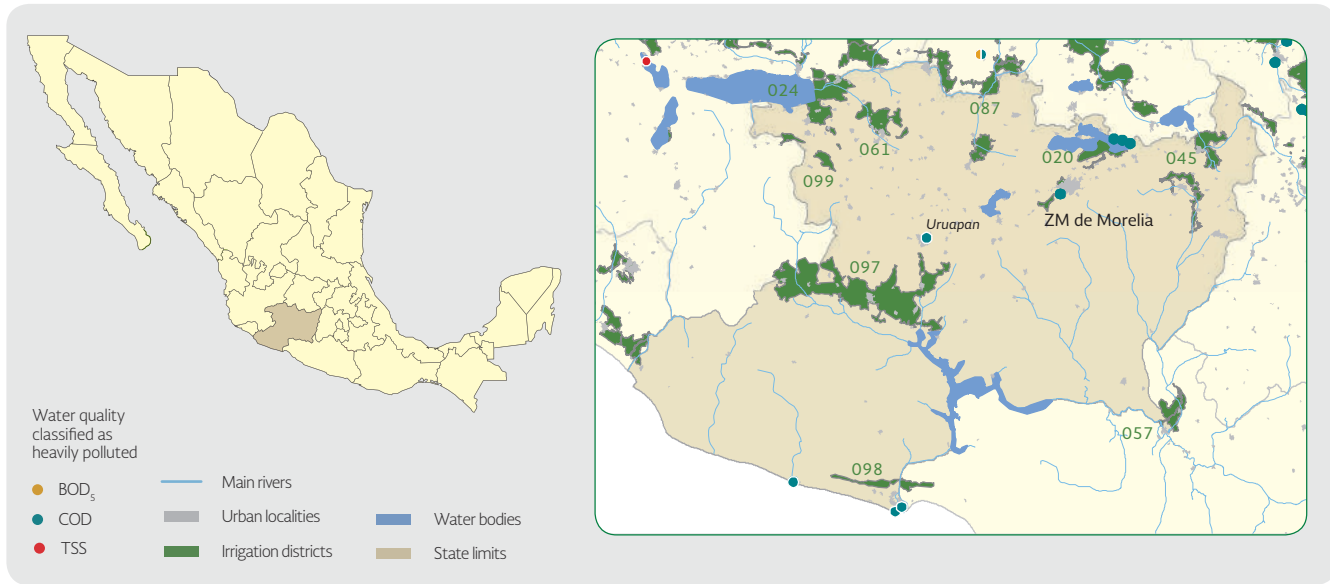 Water quality
classified as
heavily polluted
BOD₅
COD
TSS
Main rivers
Urban localities
Irrigation districts
Water bodies
State limits
024
087
061
020
045
099
ZM de Morelia
Uruapan
097
057
098